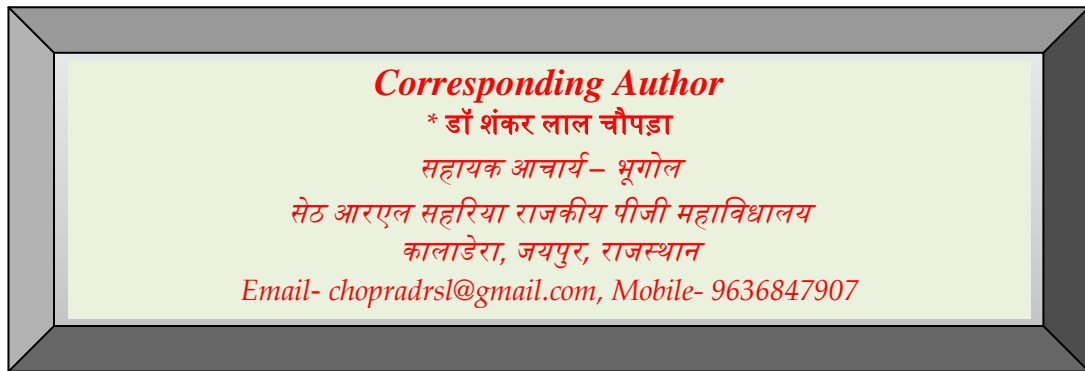 Corresponding Author
* डॉ शंकर लाल चौपड़ा
सहायक आचार्य – भूगोल
सेठ आरएल सहरिया राजकीय पीजी महाविधालय
कालाडेरा, जयपुर, राजस्थान
Email- chopradrsl@gmail.com, Mobile- 9636847907